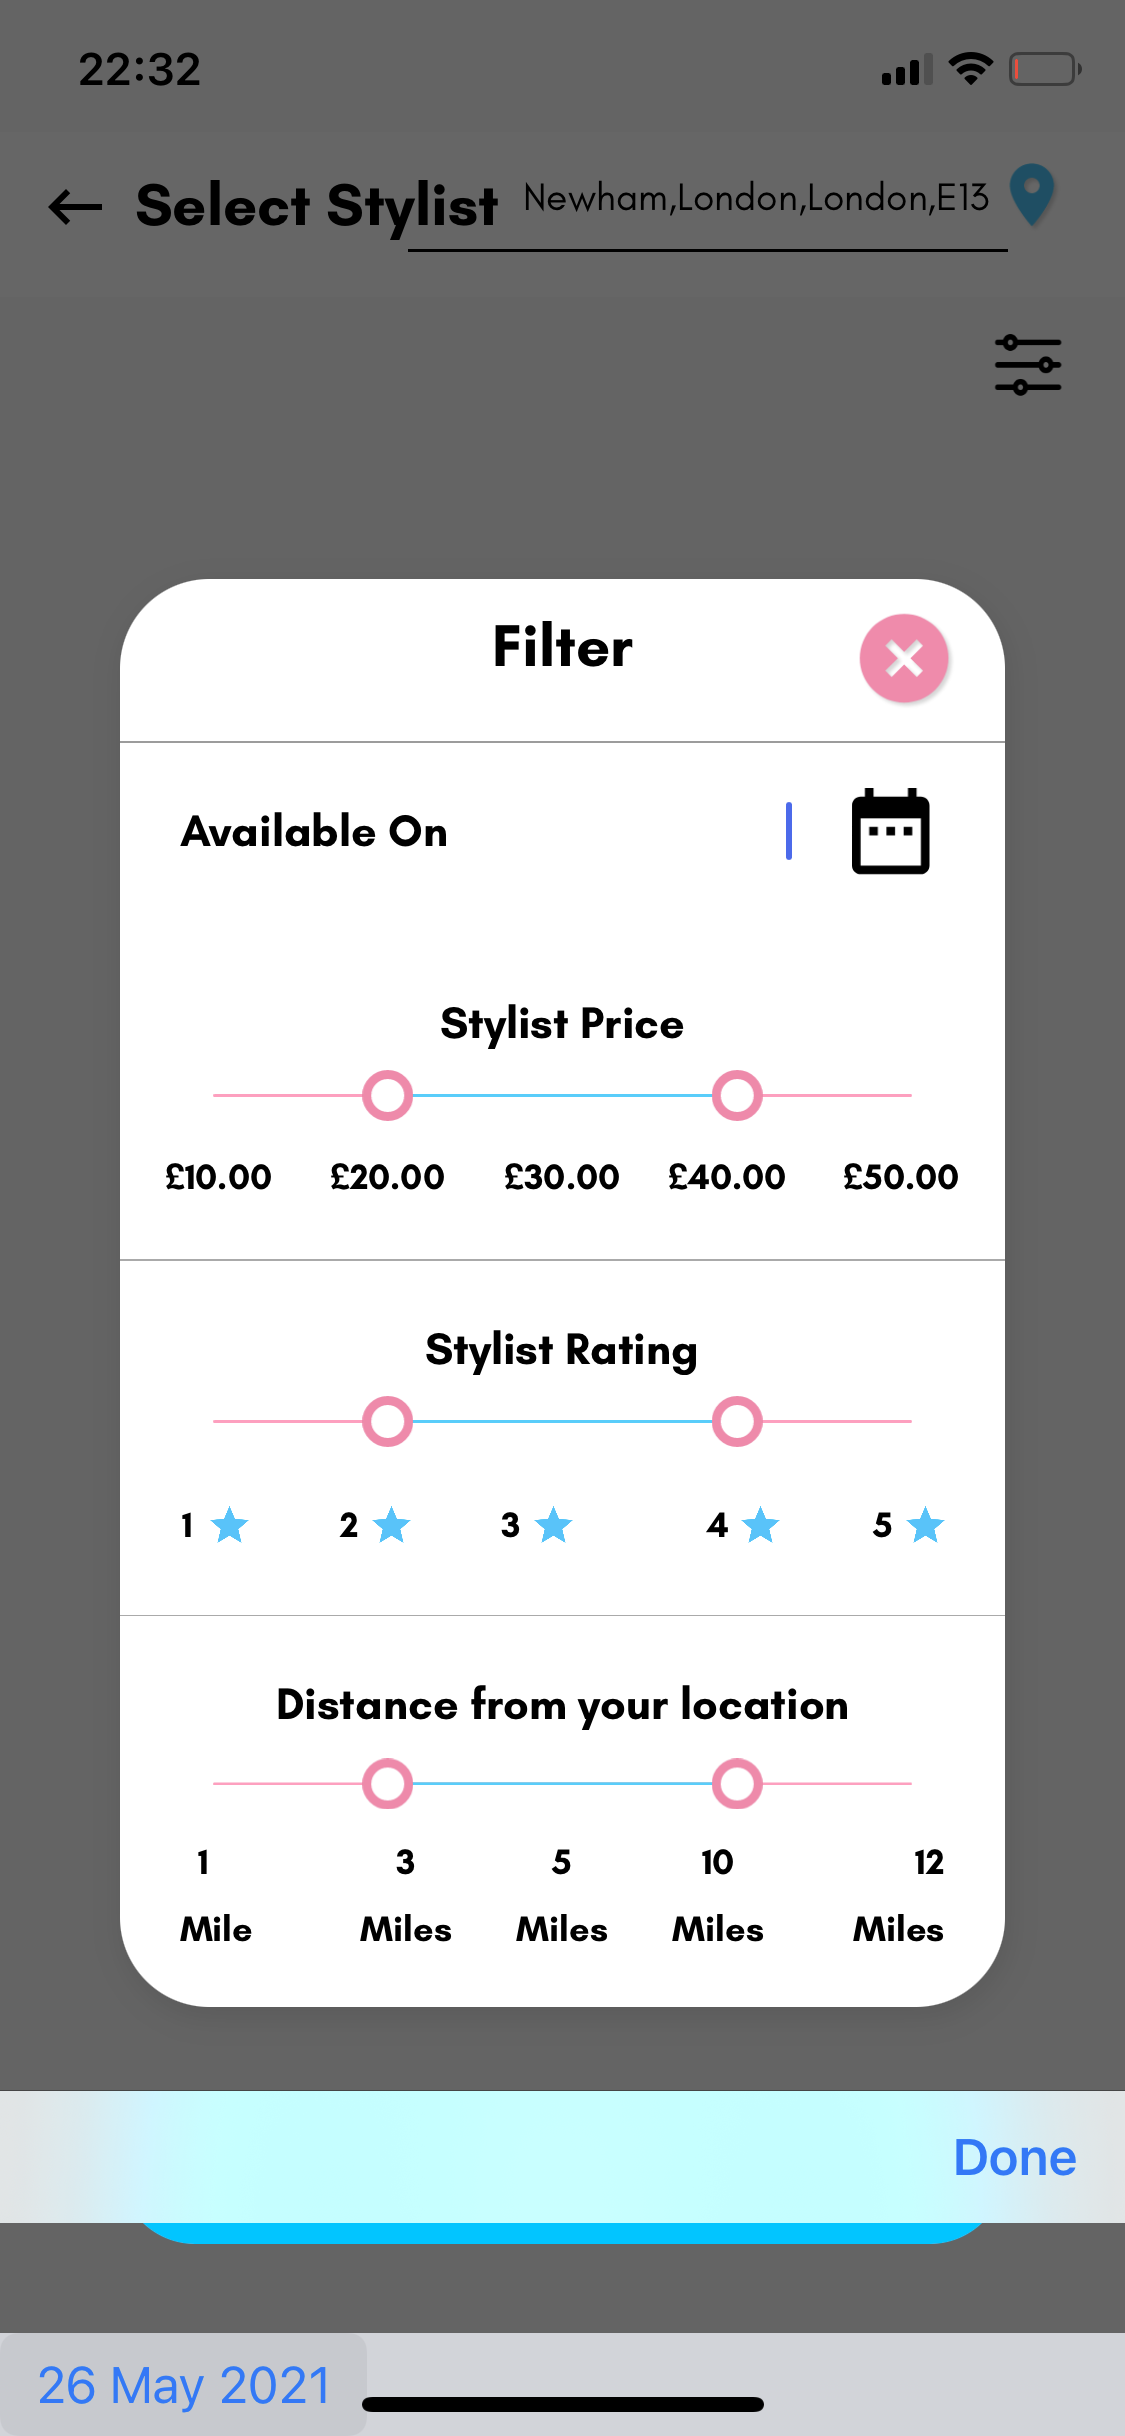 22:32
Select Stylist Newham,London,London,E13
Filter
Available On
Stylist Price
£10.00 £20.00 £30.00 £40.00 £50.00
Stylist Rating
1 2 3 4 5
Distance from your location
1 3 5 10 12
Mile Miles Miles Miles Miles
Done
26 May 2021